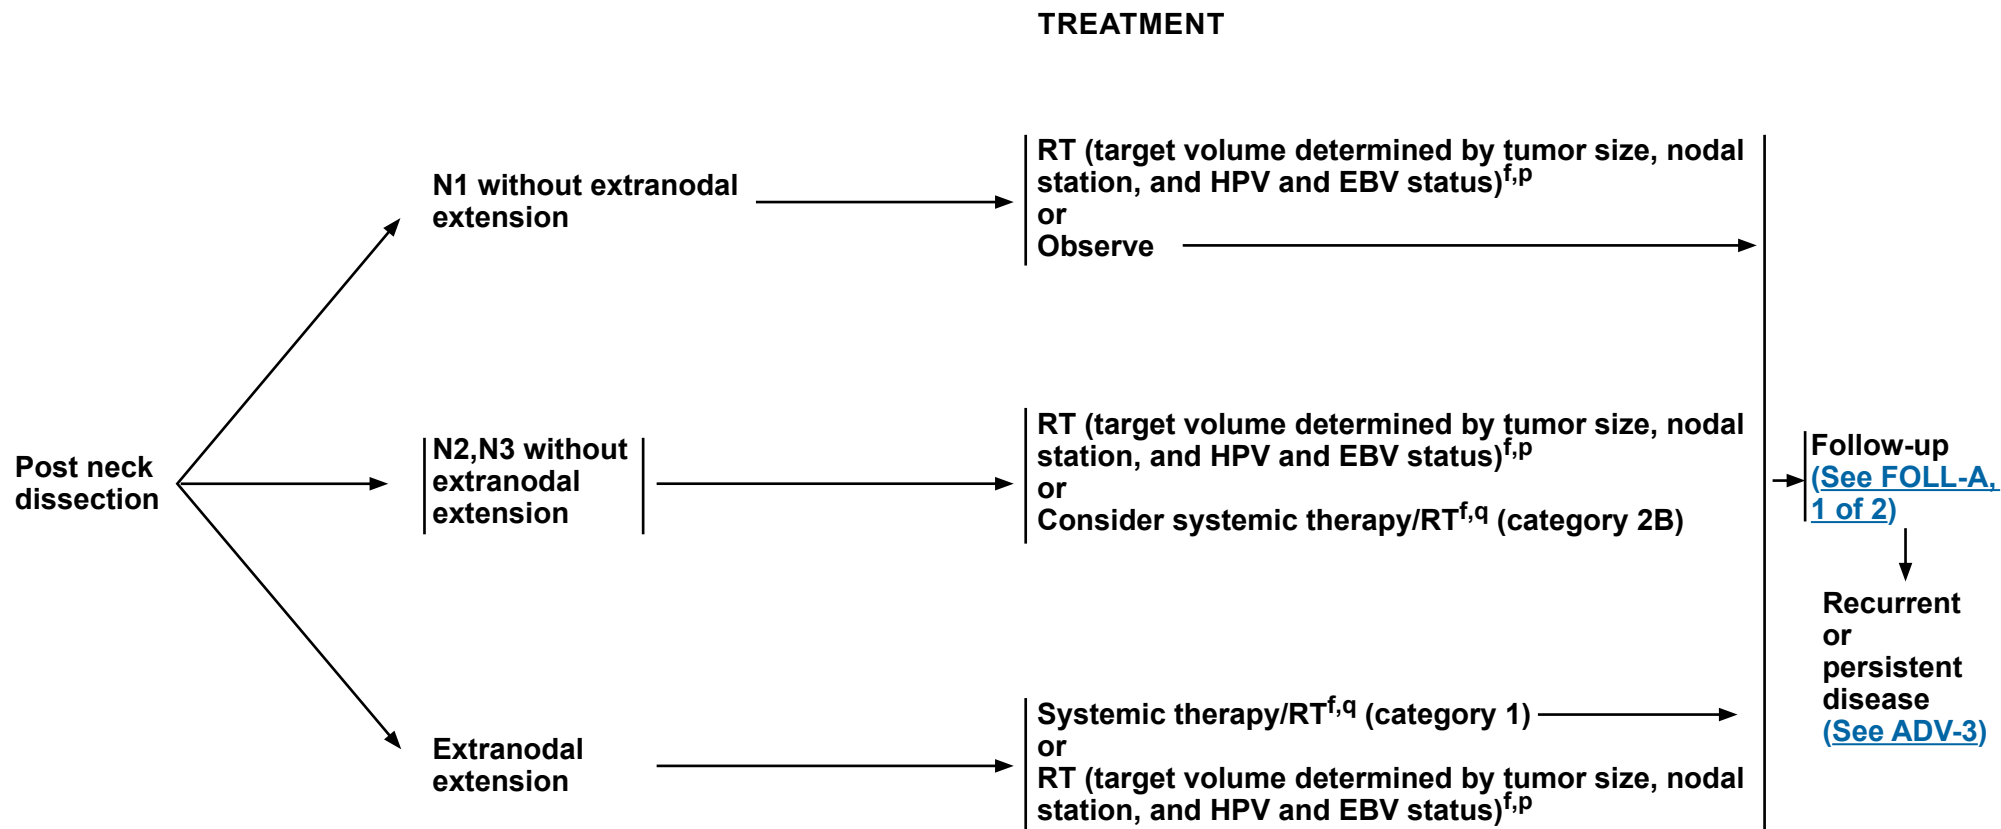 TREATMENT
Post neck
dissection
N1 without extranodal
extension
RT (target volume determined by tumor size, nodal
station, and HPV and EBV status)f,p
or
Observe
N2,N3 without
extranodal
extension
RT (target volume determined by tumor size, nodal
station, and HPV and EBV status)f,p
or
Consider systemic therapy/RTf,q (category 2B)
Extranodal
extension
Systemic therapy/RTf,q (category 1)
or
RT (target volume determined by tumor size, nodal
station, and HPV and EBV status)f,p
Follow-up
(See FOLL-A,
1 of 2)
Recurrent
or
persistent
disease
(See ADV-3)